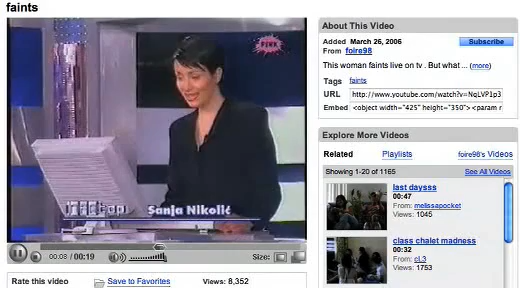 faints
PINK
Sanja Nikolić
00:08 / 00:19
Size:
Rate this video
Save to Favorites
Views: 8,352
About This Video
Added March 26, 2006
From foire98
Subscribe
This woman faints live on tv . But what ... (more)
Tags faints
URL http://www.youtube.com/watch?v=NqLVP1p3
Embed <object width="425" height="350"><param r
Explore More Videos
Related Playlists foire98's Videos
Showing 1-20 of 1165 See All Videos
last daysss
00:47
From: melissapocket
Views: 1045
class chalet madness
00:32
From: cL3
Views: 1753